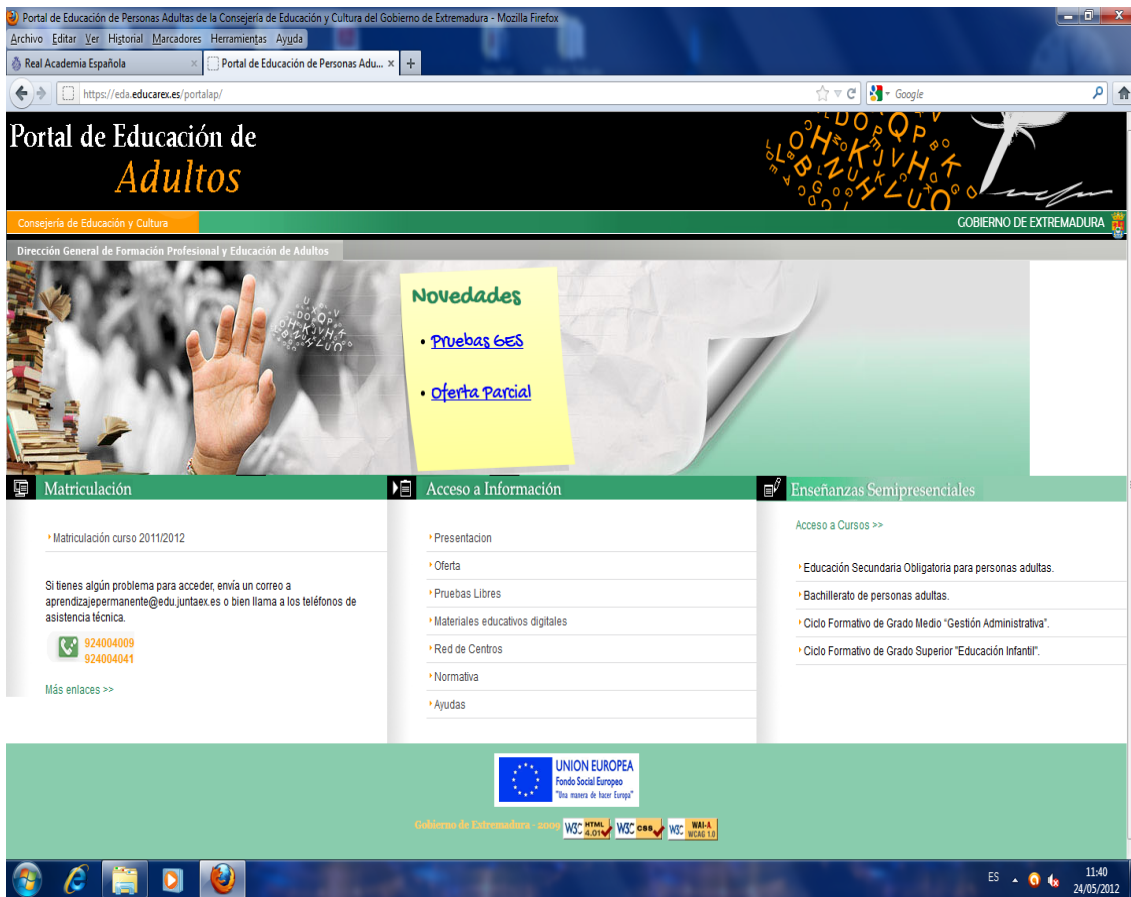 Portal de Educación de Personas Adultas de la Consejería de Educación y Cultura del Gobierno de Extremadura - Mozilla Firefox
Archivo Editar Ver Historial Marcadores Herramientas Ayuda
Real Academia Española
Portal de Educación de Personas Adu...
https://eda.educarex.es/portalap/
Google
Portal de Educación de
Adultos
Consejería de Educación y Cultura
GOBIERNO DE EXTREMADURA
Dirección General de Formación Profesional y Educación de Adultos
Novedades
• Pruebas GES
• Oferta Parcial
Matriculación
Matriculación curso 2011/2012
Si tienes algún problema para acceder, envía un correo a
aprendizajepermanente@edu.juntaex.es o bien llama a los teléfonos de
asistencia técnica.
924004009
924004041
Más enlaces >>
Acceso a Información
Presentacion
Oferta
Pruebas Libres
Materiales educativos digitales
Red de Centros
Normativa
Ayudas
Enseñanzas Semipresenciales
Acceso a Cursos >>
Educación Secundaria Obligatoria para personas adultas.
Bachillerato de personas adultas.
Ciclo Formativo de Grado Medio “Gestión Administrativa”.
Ciclo Formativo de Grado Superior "Educación Infantil".
UNION EUROPEA
Fondo Social Europeo
"Una manera de hacer Europa"
Gobierno de Extremadura - 2009
W3C HTML 4.01
W3C CSS
W3C WAI-A WCAG 1.0
ES
11:40
24/05/2012